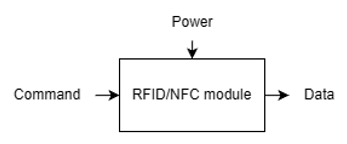 Power
Command
RFID/NFC module
Data